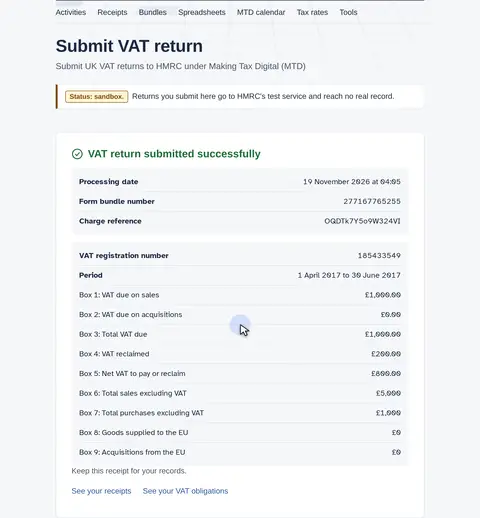 Activities Receipts Bundles Spreadsheets MTD calendar Tax rates Tools
Submit VAT return
Submit UK VAT returns to HMRC under Making Tax Digital (MTD)
Status: sandbox. Returns you submit here go to HMRC's test service and reach no real record.
VAT return submitted successfully
Processing date 19 November 2026 at 04:05
Form bundle number 277167765255
Charge reference OQDTk7Y5o9W324VI
VAT registration number 185433549
Period 1 April 2017 to 30 June 2017
Box 1: VAT due on sales £1,000.00
Box 2: VAT due on acquisitions £0.00
Box 3: Total VAT due £1,000.00
Box 4: VAT reclaimed £200.00
Box 5: Net VAT to pay or reclaim £800.00
Box 6: Total sales excluding VAT £5,000
Box 7: Total purchases excluding VAT £1,000
Box 8: Goods supplied to the EU £0
Box 9: Acquisitions from the EU £0
Keep this receipt for your records.
See your receipts See your VAT obligations